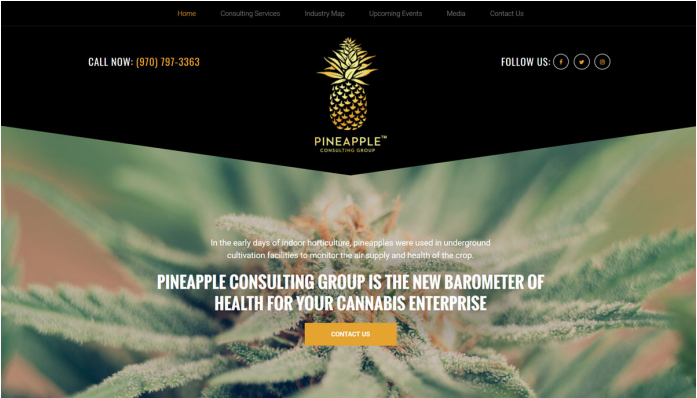 Home Consulting Services Industry Map Upcoming Events Media Contact Us
CALL NOW: (970) 797-3363
FOLLOW US:
PINEAPPLE™
CONSULTING GROUP
In the early days of indoor horticulture, pineapples were used in underground
cultivation facilities to monitor the air supply and health of the crop.
PINEAPPLE CONSULTING GROUP IS THE NEW BAROMETER OF
HEALTH FOR YOUR CANNABIS ENTERPRISE
CONTACT US